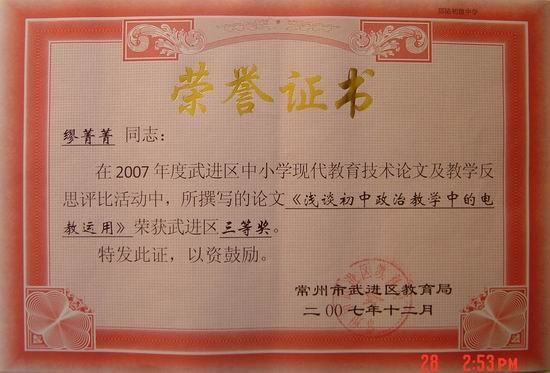 荣誉证书
缪菁菁 同志：
在2007年度武进区中小学现代教育技术论文及教学反
思评比活动中，所撰写的论文《浅谈初中政治教学中的电
教运用》荣获武进区三等奖。
特发此证，以资鼓励。
常州市武进区教育局
二00七年十二月
28 2:53PM